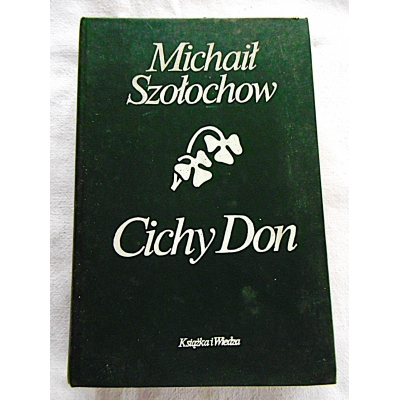 Michaił
Szołochow
Cichy Don
Książka i Wiedza